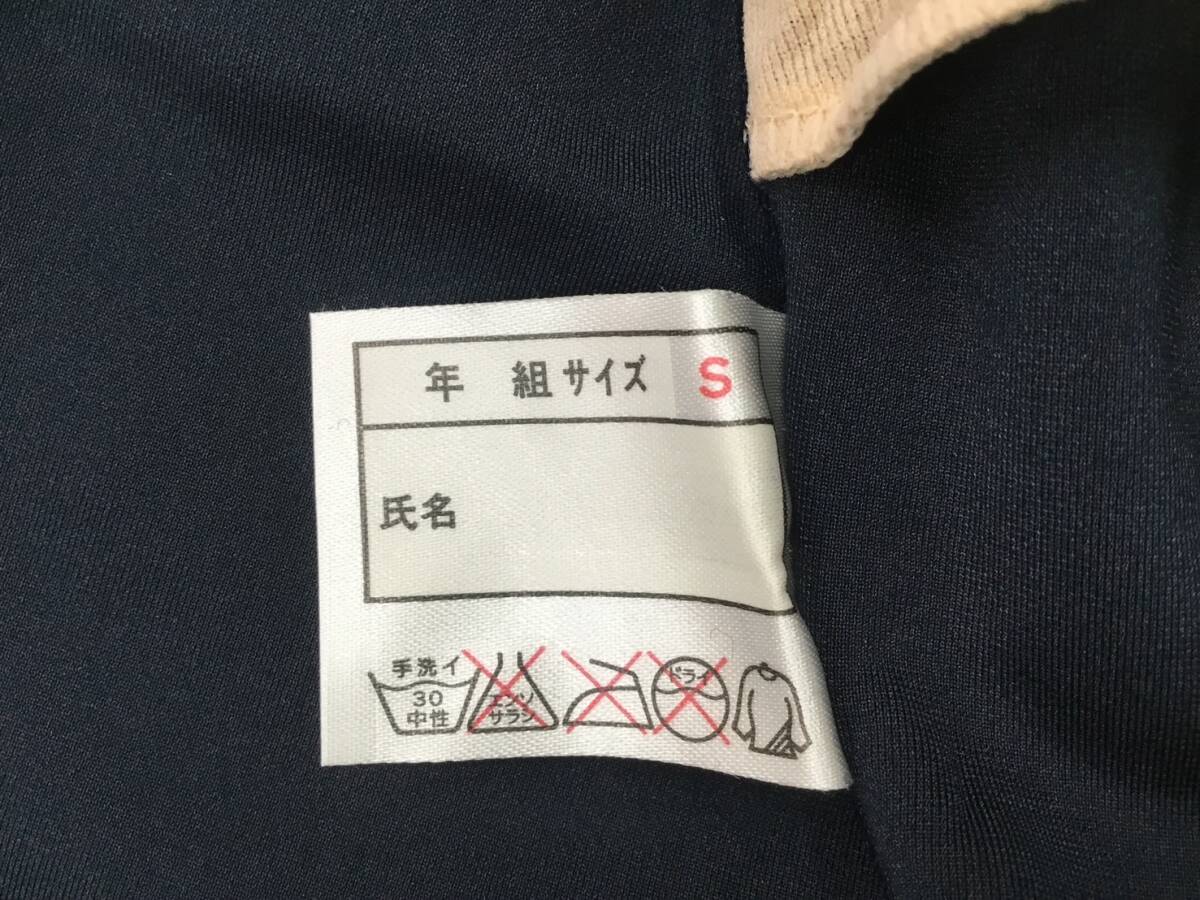 年 組 サイズ S
氏名
手洗イ
30
中性
エンソ
サラシ
ドライ